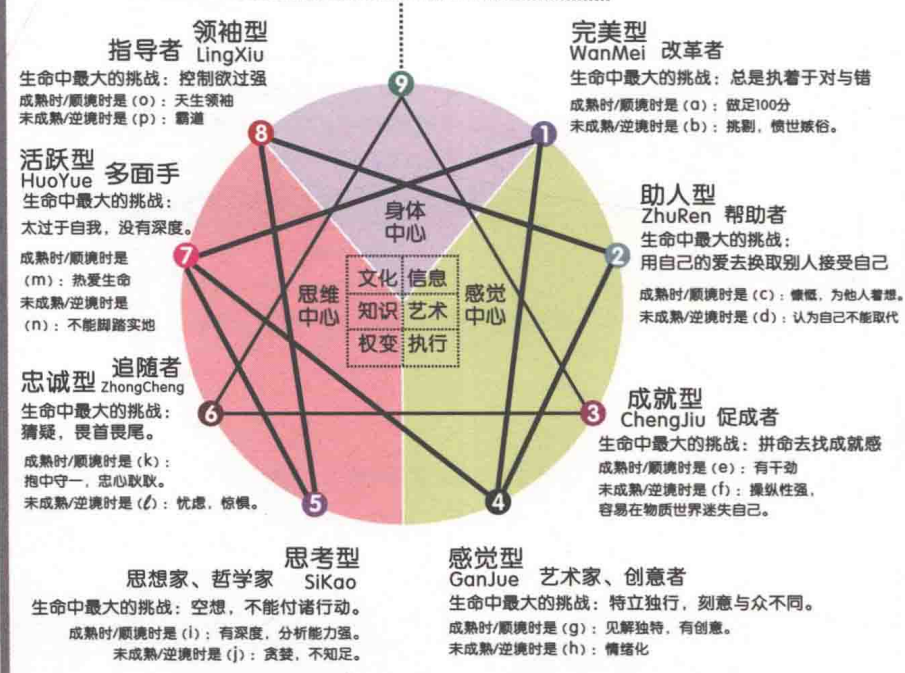 领袖型
指导者 LingXiu
生命中最大的挑战：控制欲过强
成熟时/顺境时是（o）：天生领袖
未成熟/逆境时是（p）：霸道
完美型
WanMei 改革者
生命中最大的挑战：总是执着于对与错
成熟时/顺境时是（a）：做足100分
未成熟/逆境时是（b）：挑剔，愤世嫉俗。
活跃型
HuoYue 多面手
生命中最大的挑战：
太过于自我，没有深度。
成熟时/顺境时是
（m）：热爱生命
未成熟/逆境时是
（n）：不能脚踏实地
助人型
ZhuRen 帮助者
生命中最大的挑战：
用自己的爱去换取别人接受自己
成熟时/顺境时是（c）：慷慨，为他人着想。
未成熟/逆境时是（d）：认为自己不能取代
追随者
忠诚型 ZhongCheng
生命中最大的挑战：
猜疑，畏首畏尾。
成熟时/顺境时是（k）：
抱中守一，忠心耿耿。
未成熟/逆境时是（ℓ）：忧虑，惊惧。
成就型
ChengJiu 促成者
生命中最大的挑战：拼命去找成就感
成熟时/顺境时是（e）：有干劲
未成熟/逆境时是（f）：操纵性强，
容易在物质世界迷失自己。
思考型
思想家、哲学家 SiKao
生命中最大的挑战：空想，不能付诸行动。
成熟时/顺境时是（i）：有深度，分析能力强。
未成熟/逆境时是（j）：贪婪，不知足。
感觉型
GanJue 艺术家、创意者
生命中最大的挑战：特立独行，刻意与众不同。
成熟时/顺境时是（g）：见解独特，有创意。
未成熟/逆境时是（h）：情绪化
9
8
1
7
2
6
3
5
4
身体
中心
思维
中心
文化 信息
知识 艺术
权变 执行
感觉
中心